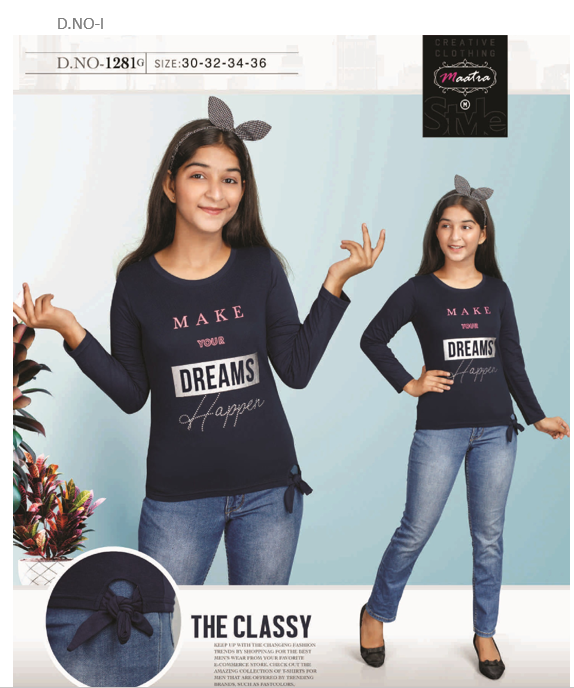 D.NO-I
D.NO-1281G SIZE:30-32-34-36
CREATIVE
CLOTHING
Maatra
M
Style
MAKE
YOUR
DREAMS
Happen
MAKE
YOUR
DREAMS
Happen
THE CLASSY
KEEP UP WITH THE CHANGING FASHION
TRENDS BY SHOPPING FOR THE BEST
MEN'S WEAR FROM YOUR FAVORITE
E-COMMERCE STORE. CHECK OUT THE
AMAZING COLLECTION OF T-SHIRTS FOR
MEN THAT ARE OFFERED BY TRENDING
BRANDS, SUCH AS